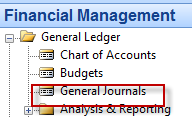 Financial Management
General Ledger
Chart of Accounts
Budgets
General Journals
Analysis & Reporting